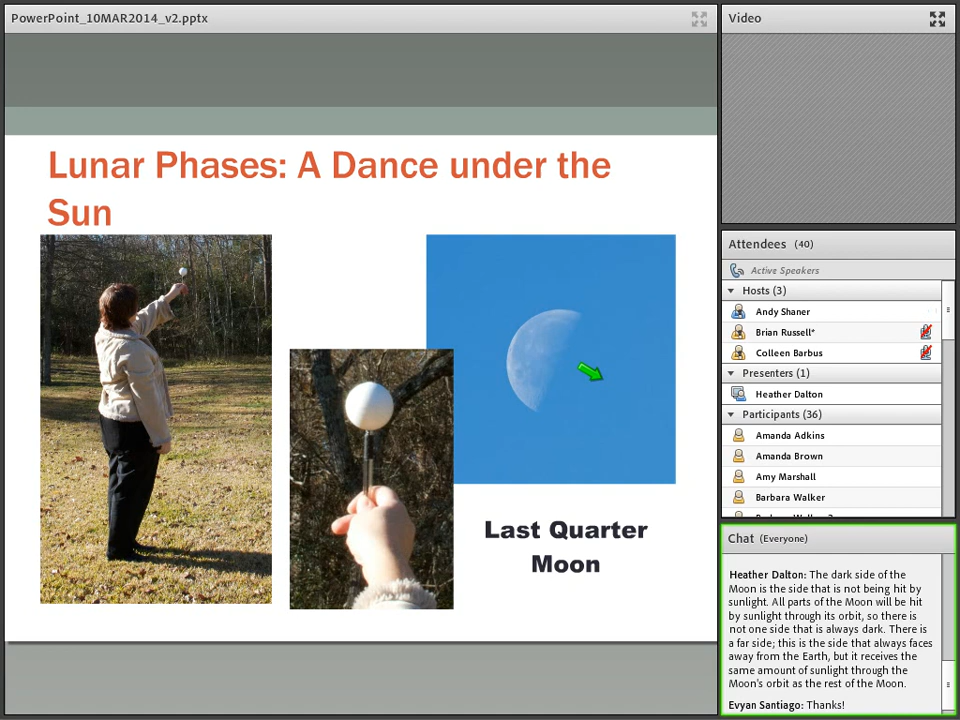 PowerPoint_10MAR2014_v2.pptx
Lunar Phases: A Dance under the
Sun
Last Quarter
Moon
Video
Attendees (40)
Active Speakers
Hosts (3)
Andy Shaner
Brian Russell*
Colleen Barbus
Presenters (1)
Heather Dalton
Participants (36)
Amanda Adkins
Amanda Brown
Amy Marshall
Barbara Walker
Chat (Everyone)
Heather Dalton: The dark side of the
Moon is the side that is not being hit by
sunlight. All parts of the Moon will be hit
by sunlight through its orbit, so there is
not one side that is always dark. There is
a far side; this is the side that always faces
away from the Earth, but it receives the
same amount of sunlight through the
Moon's orbit as the rest of the Moon.
Evyan Santiago: Thanks!